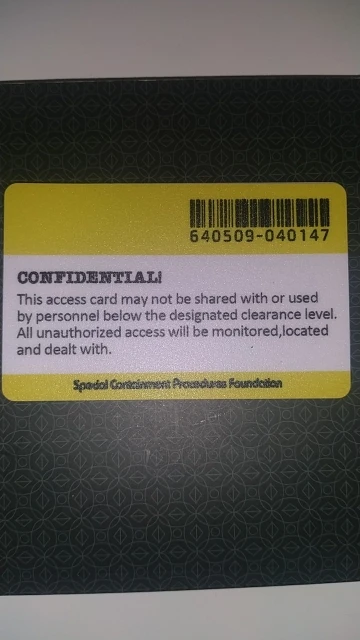 640509-040147
CONFIDENTIAL!
This access card may not be shared with or used
by personnel below the designated clearance level.
All unauthorized access will be monitored,located
and dealt with.
Special Containment Procedures Foundation